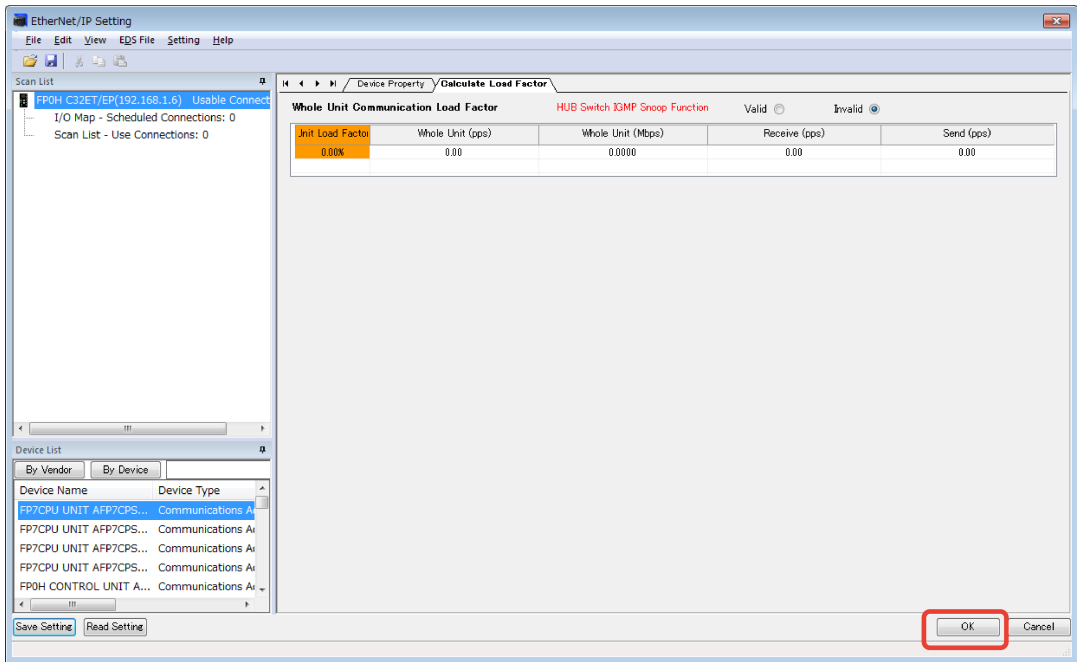 EtherNet/IP Setting
File Edit View EDS File Setting Help
Scan List
Device Property Calculate Load Factor
FP0H C32ET/EP(192.168.1.6) Usable Connect
I/O Map - Scheduled Connections: 0
Scan List - Use Connections: 0
Whole Unit Communication Load Factor HUB Switch IGMP Snoop Function Valid Invalid
Unit Load Factor Whole Unit (pps) Whole Unit (Mbps) Receive (pps) Send (pps)
0.00% 0.00 0.0000 0.00 0.00
Device List
By Vendor By Device
Device Name Device Type
FP7CPU UNIT AFP7CPS... Communications A
FP7CPU UNIT AFP7CPS... Communications A
FP7CPU UNIT AFP7CPS... Communications A
FP7CPU UNIT AFP7CPS... Communications A
FP0H CONTROL UNIT A... Communications A
Save Setting Read Setting OK Cancel